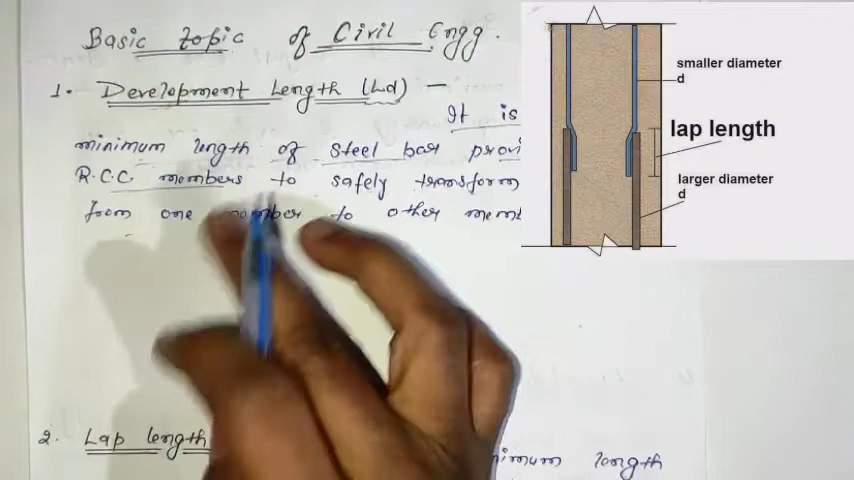 Basic topic of Civil Engg.
1. Development Length (Ld) —
It is
minimum length of steel bar provi
R.C.C. members to safely transform
from one member to other memb
2. Lap length
nimum length
smaller diameter
d
lap length
larger diameter
d